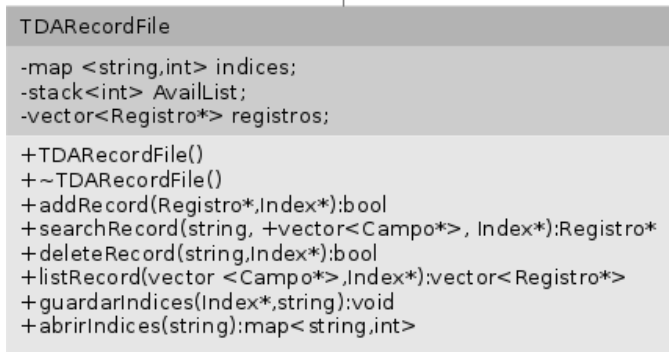 TDARecordFile
-map <string,int> indices;
-stack<int> AvailList;
-vector<Registro*> registros;
+TDARecordFile()
+~TDARecordFile()
+addRecord(Registro*,Index*):bool
+searchRecord(string, +vector<Campo*>, Index*):Registro*
+deleteRecord(string,Index*):bool
+listRecord(vector <Campo*>,Index*):vector<Registro*>
+guardarIndices(Index*,string):void
+abrirIndices(string):map<string,int>